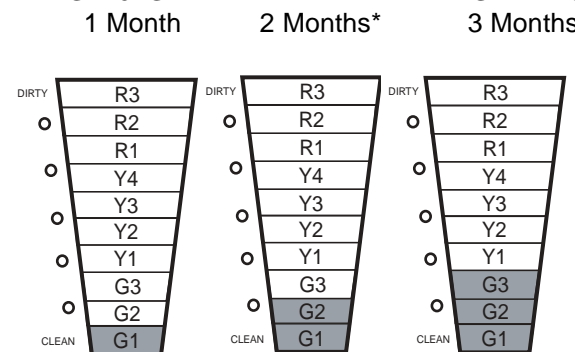 1 Month 2 Months* 3 Months
DIRTY R3 DIRTY R3 DIRTY R3
R2 R2 R2
R1 R1 R1
Y4 Y4 Y4
Y3 Y3 Y3
Y2 Y2 Y2
Y1 Y1 Y1
G3 G3 G3
G2 G2 G2
CLEAN G1 CLEAN G1 CLEAN G1